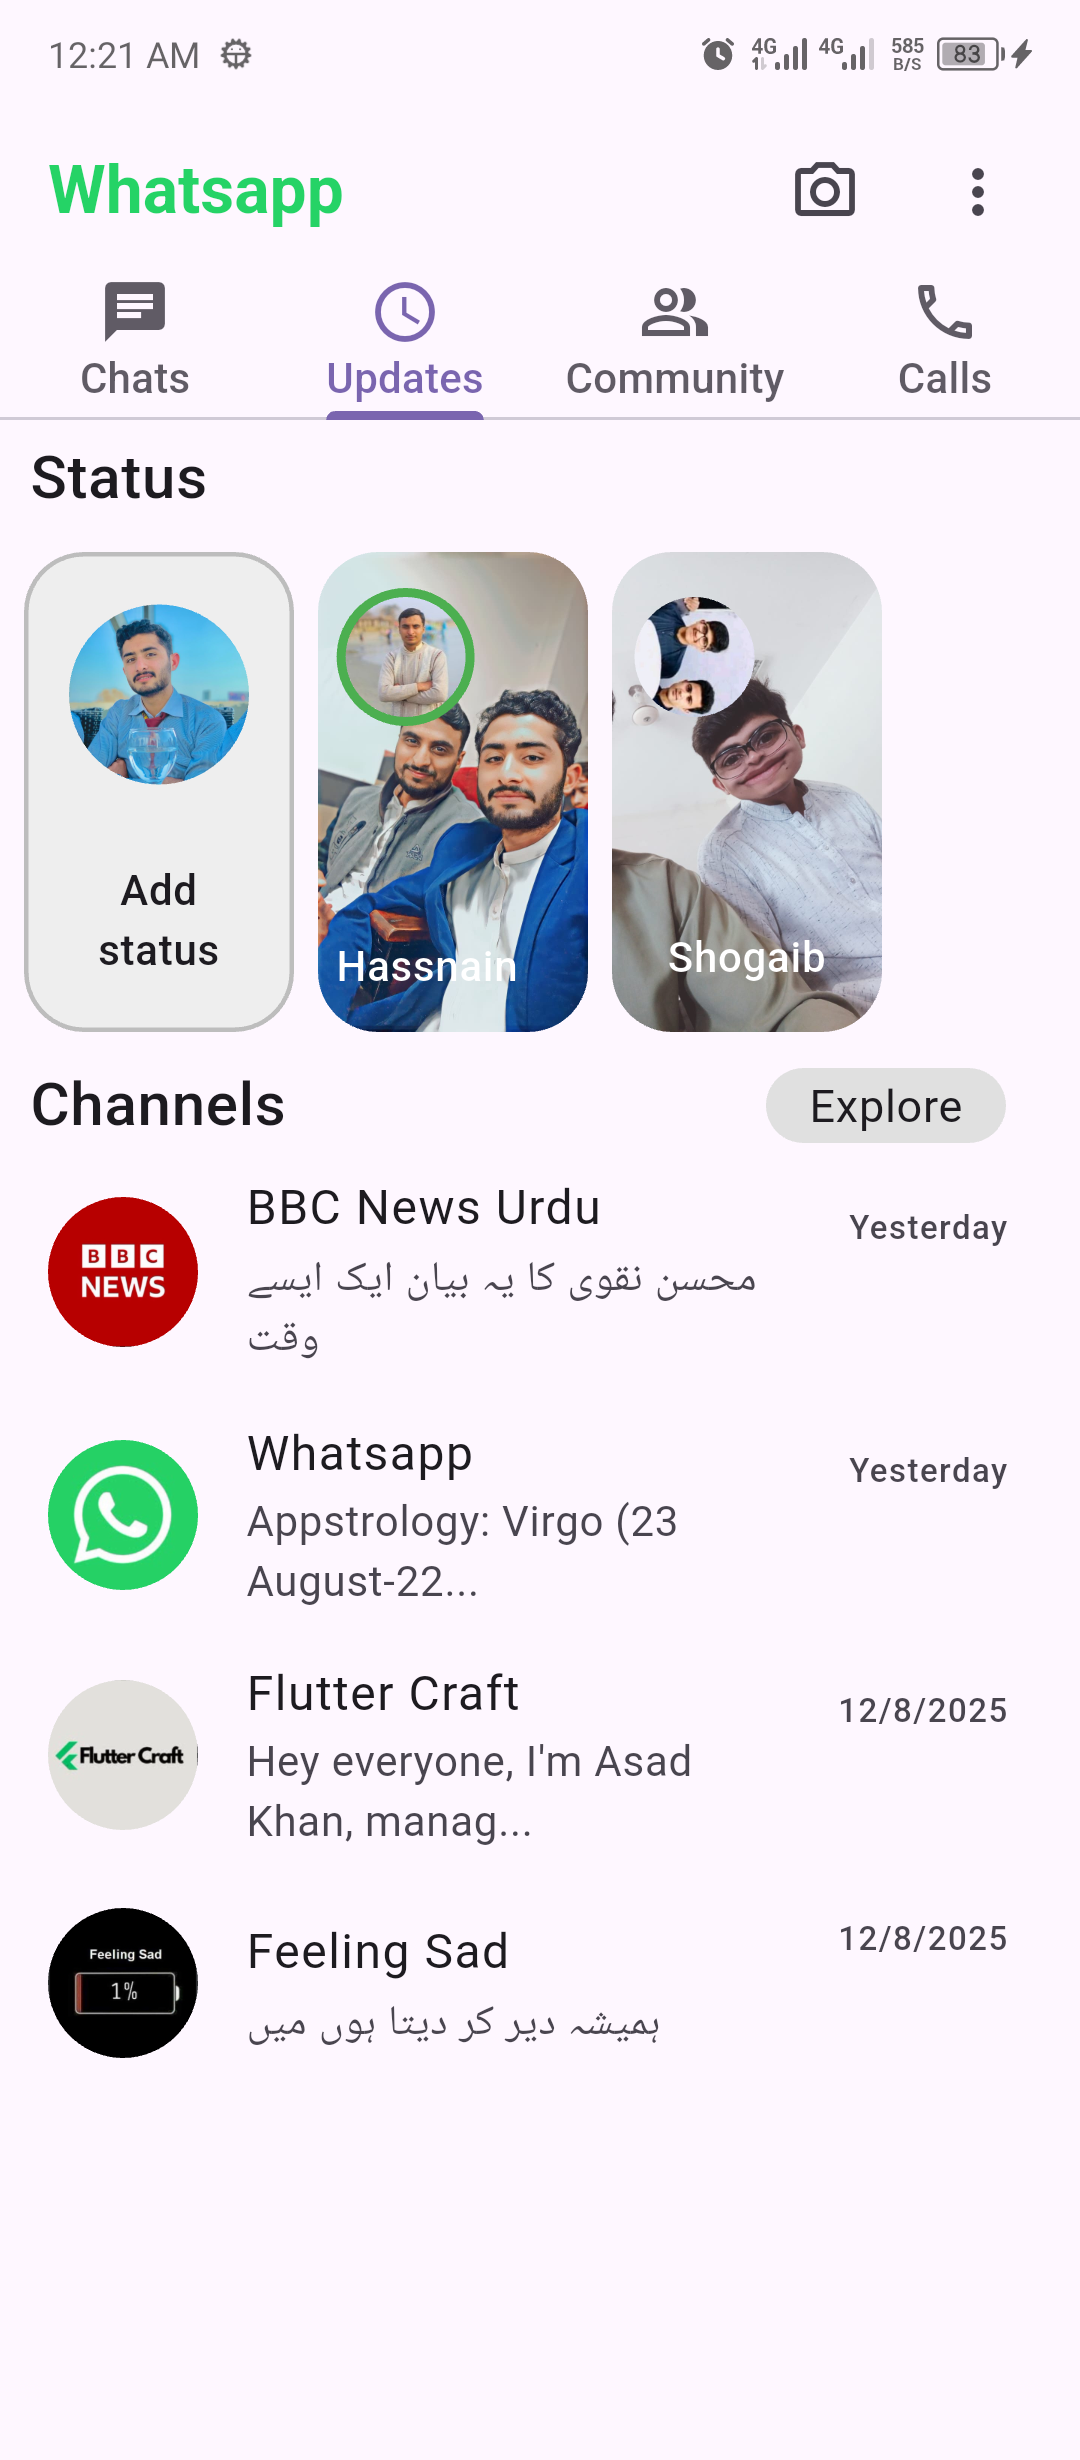 12:21 AM
4G 4G 585 B/S 83
Whatsapp
Chats Updates Community Calls
Status
Add
status
Hassnain
Shogaib
Channels
Explore
BBC NEWS
BBC News Urdu
Yesterday
محسن نقوی کا یہ بیان ایک ایسے
وقت
Whatsapp
Yesterday
Appstrology: Virgo (23
August-22...
Flutter Craft
Flutter Craft
12/8/2025
Hey everyone, I'm Asad
Khan, manag...
Feeling Sad
1%
Feeling Sad
12/8/2025
ہمیشہ دیر کر دیتا ہوں میں